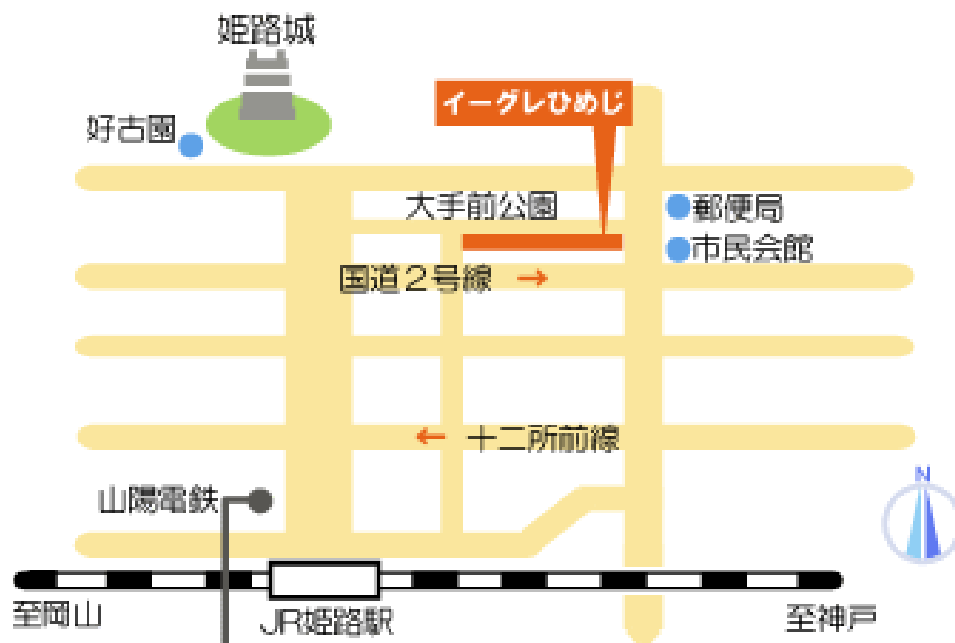 姫路城
イーグレひめじ
好古園
大手前公園
郵便局
市民会館
国道2号線 →
← 十二所前線
山陽電鉄
N
至岡山
JR姫路駅
至神戸